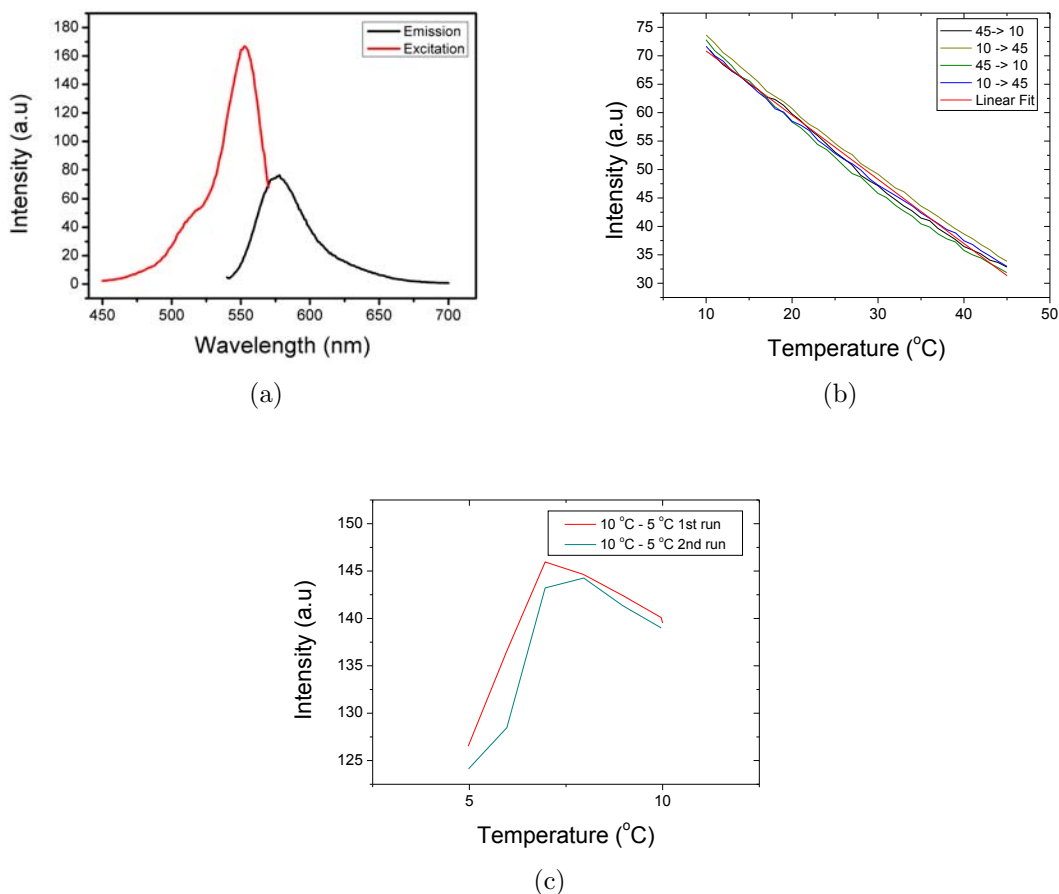 Emission
Excitation
180
160
140
120
100
80
60
40
20
0
Intensity (a.u)
450 500 550 600 650 700
Wavelength (nm)
(a)
10 20 30 40 50
45-> 10
10 -> 45
45 -> 10
10 -> 45
Linear Fit
75
70
65
60
55
50
45
40
35
30
Intensity (a.u)
Temperature (°C)
(b)
10 °C - 5 °C 1st run
10 °C - 5 °C 2nd run
150
145
140
135
130
125
Intensity (a.u)
5 10
Temperature (°C)
(c)